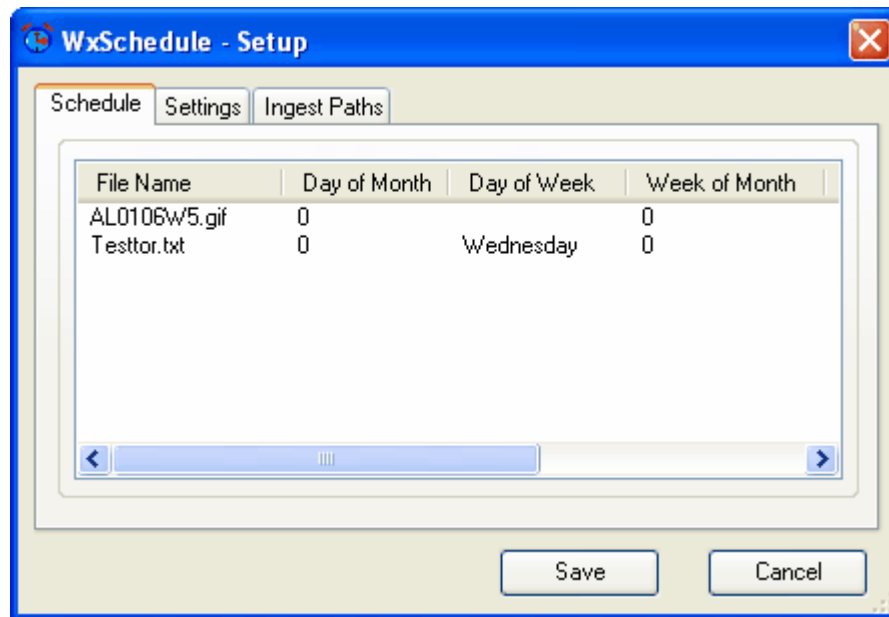 WxSchedule - Setup
Schedule Settings Ingest Paths
File Name Day of Month Day of Week Week of Month
AL0106W5.gif 0 0
Testtor.txt 0 Wednesday 0
Save Cancel